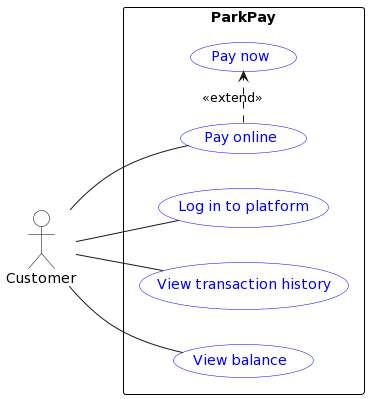 ParkPay
Pay now
«extend»
Pay online
Log in to platform
Customer
View transaction history
View balance